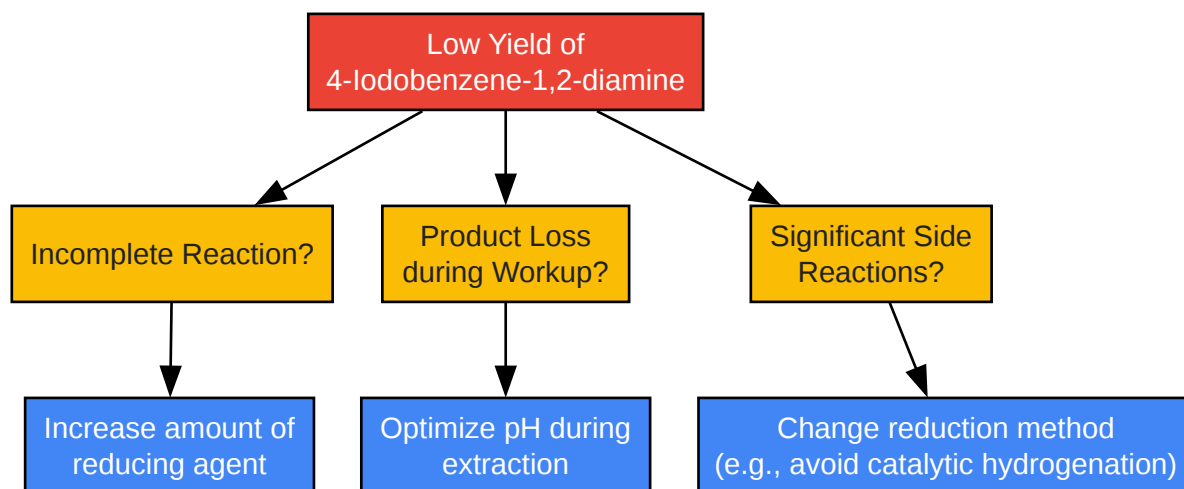 Low Yield of
4-Iodobenzene-1,2-diamine
Incomplete Reaction?
Product Loss
during Workup?
Significant Side
Reactions?
Increase amount of
reducing agent
Optimize pH during
extraction
Change reduction method
(e.g., avoid catalytic hydrogenation)